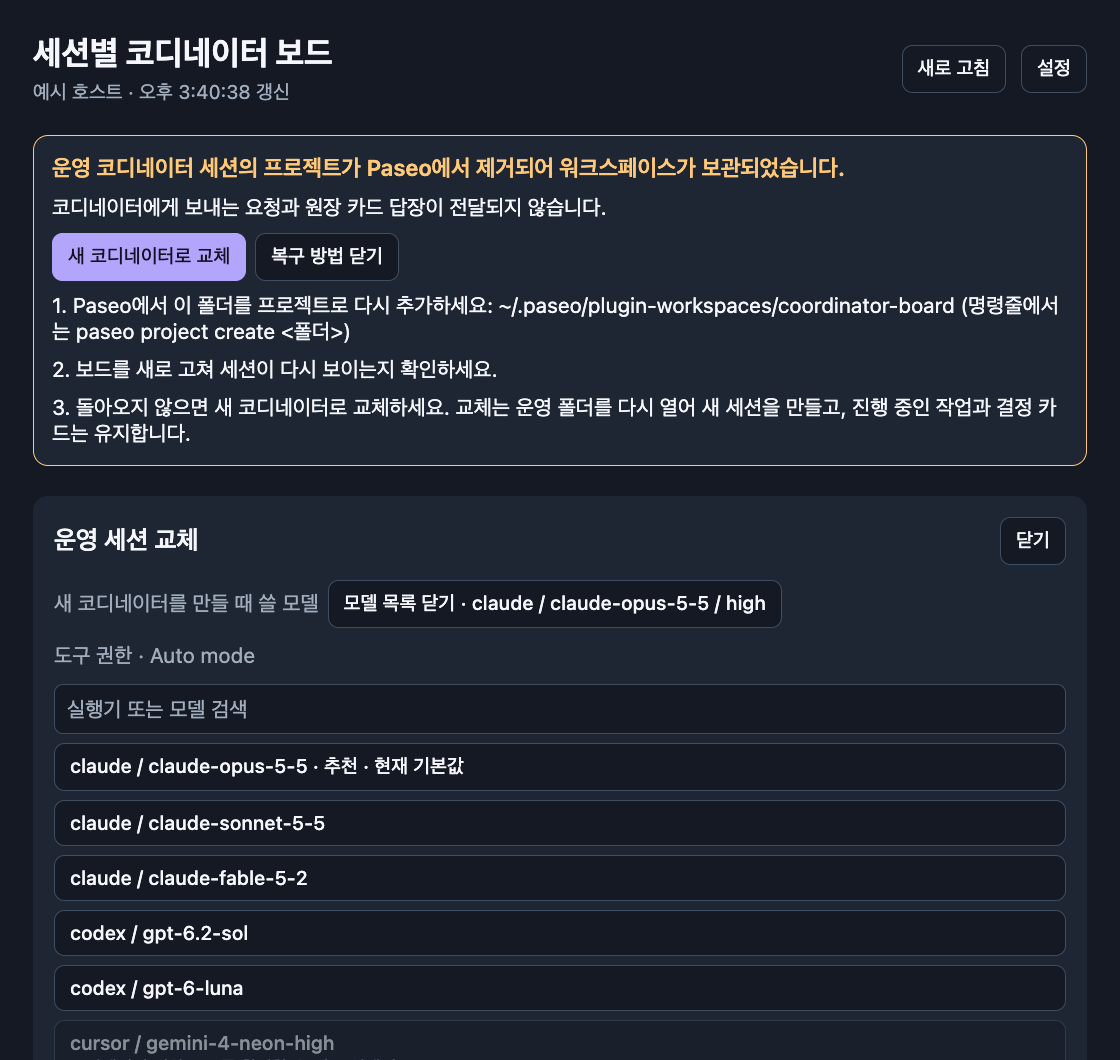 세션별 코디네이터 보드
예시 호스트 · 오후 3:40:38 갱신
새로 고침
설정
운영 코디네이터 세션의 프로젝트가 Paseo에서 제거되어 워크스페이스가 보관되었습니다.
코디네이터에게 보내는 요청과 원장 카드 답장이 전달되지 않습니다.
새 코디네이터로 교체
복구 방법 닫기
1. Paseo에서 이 폴더를 프로젝트로 다시 추가하세요: ~/.paseo/plugin-workspaces/coordinator-board (명령줄에서
는 paseo project create <폴더>)
2. 보드를 새로 고쳐 세션이 다시 보이는지 확인하세요.
3. 돌아오지 않으면 새 코디네이터로 교체하세요. 교체는 운영 폴더를 다시 열어 새 세션을 만들고, 진행 중인 작업과 결정 카
드는 유지합니다.
운영 세션 교체
닫기
새 코디네이터를 만들 때 쓸 모델
모델 목록 닫기 · claude / claude-opus-5-5 / high
도구 권한 · Auto mode
실행기 또는 모델 검색
claude / claude-opus-5-5 · 추천 · 현재 기본값
claude / claude-sonnet-5-5
claude / claude-fable-5-2
codex / gpt-6.2-sol
codex / gpt-6-luna
cursor / gemini-4-neon-high